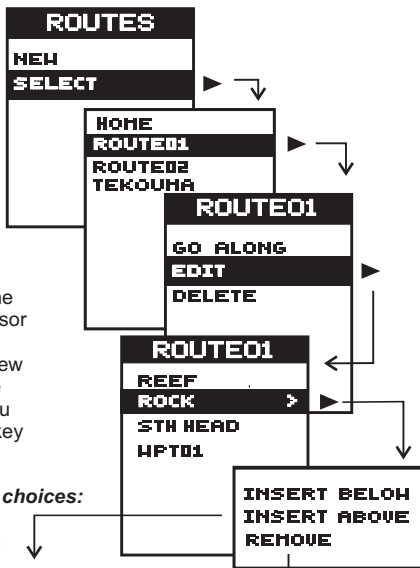 ROUTES
NEW
SELECT
HOME
ROUTE01
ROUTE02
TEKOUMA
ROUTE01
GO ALONG
EDIT
DELETE
ROUTE01
REEF
ROCK >
STH HEAD
WPT01
INSERT BELOW
INSERT ABOVE
REMOVE
choices: